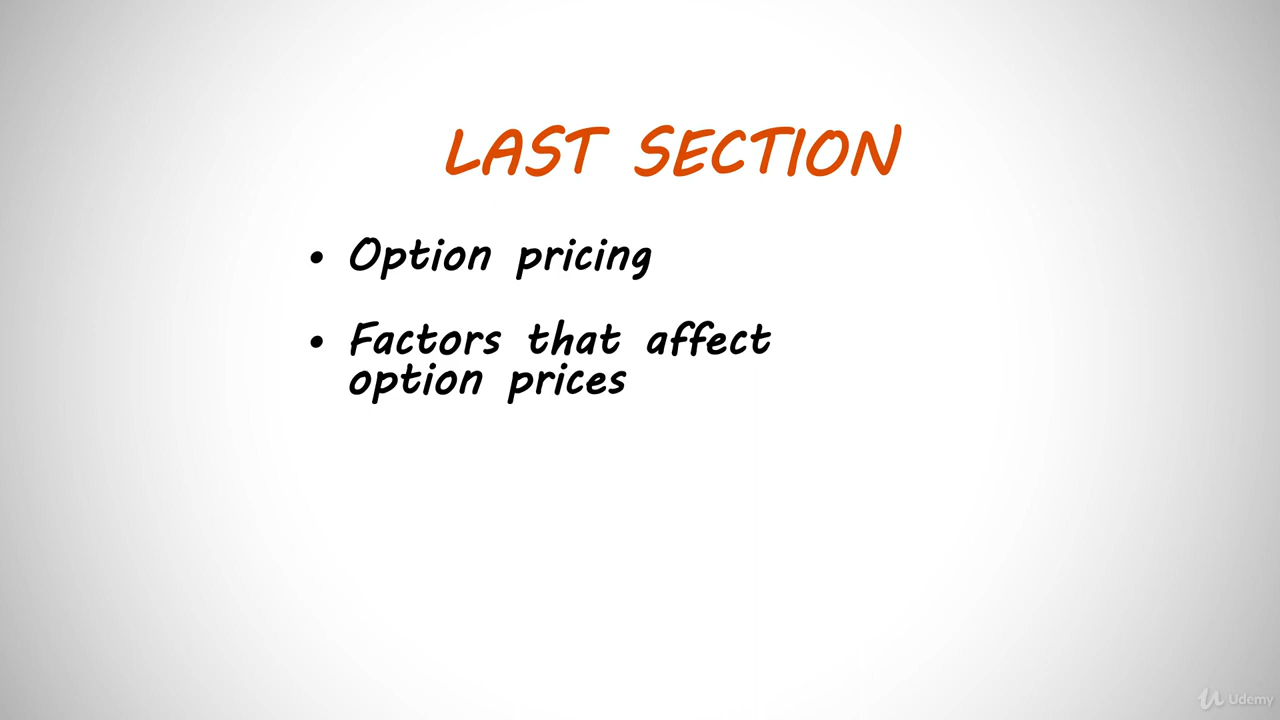 LAST SECTION
• Option pricing
• Factors that affect
option prices
Udemy